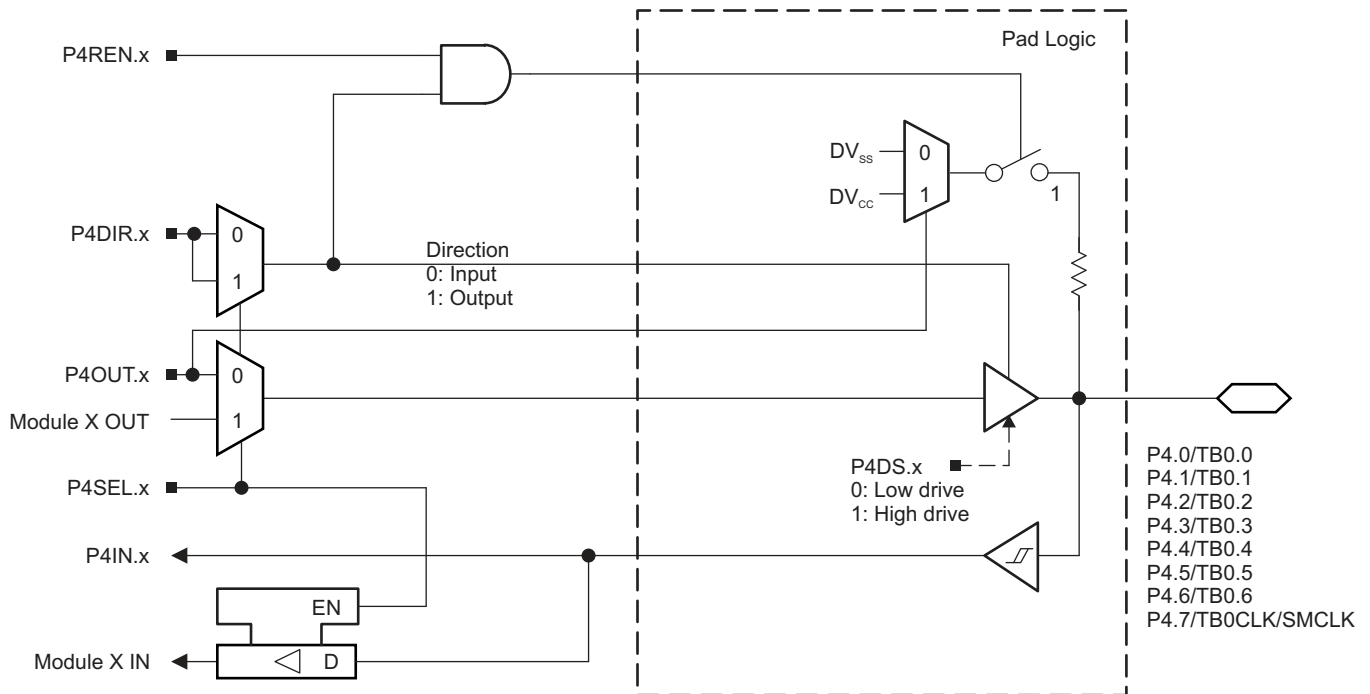 Pad Logic
P4REN.x
DVSS
0
DVCC
1
1
P4DIR.x
0
1
Direction
0: Input
1: Output
P4OUT.x
0
Module X OUT
1
P4DS.x
0: Low drive
1: High drive
P4SEL.x
P4.0/TB0.0
P4.1/TB0.1
P4.2/TB0.2
P4.3/TB0.3
P4.4/TB0.4
P4.5/TB0.5
P4.6/TB0.6
P4.7/TB0CLK/SMCLK
P4IN.x
EN
Module X IN
D